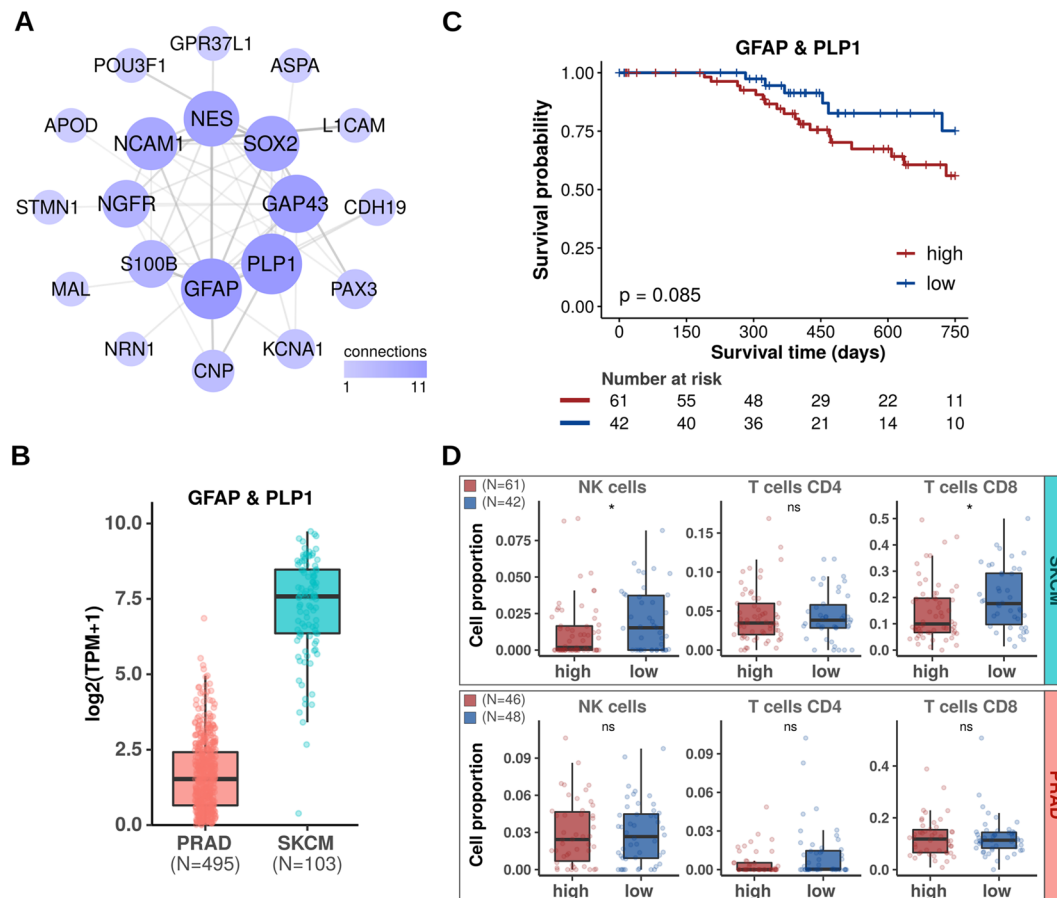 A
GPR37L1
POU3F1
ASPA
NES
APOD
NCAM1
SOX2
L1CAM
STMN1
NGFR
GAP43
CDH19
S100B
PLP1
MAL
GFAP
PAX3
NRN1
CNP
KCNA1
connections
1 11
B
GFAP & PLP1
log2(TPM+1)
10.0
7.5
5.0
2.5
0.0
PRAD SKCM
(N=495) (N=103)
C
GFAP & PLP1
Survival probability
1.00
0.75
0.50
0.25
0.00
high
low
p = 0.085
0 150 300 450 600 750
Survival time (days)
Number at risk
61 55 48 29 22 11
42 40 36 21 14 10
D
(N=61)
(N=42)
NK cells T cells CD4 T cells CD8
* ns *
Cell proportion
0.075
0.050
0.025
0.000
0.15
0.10
0.05
0.00
0.5
0.4
0.3
0.2
0.1
0.0
high low high low high low
SKCM
(N=46)
(N=48)
NK cells T cells CD4 T cells CD8
ns ns ns
Cell proportion
0.09
0.06
0.03
0.00
0.09
0.06
0.03
0.00
0.4
0.2
0.0
high low high low high low
PRAD